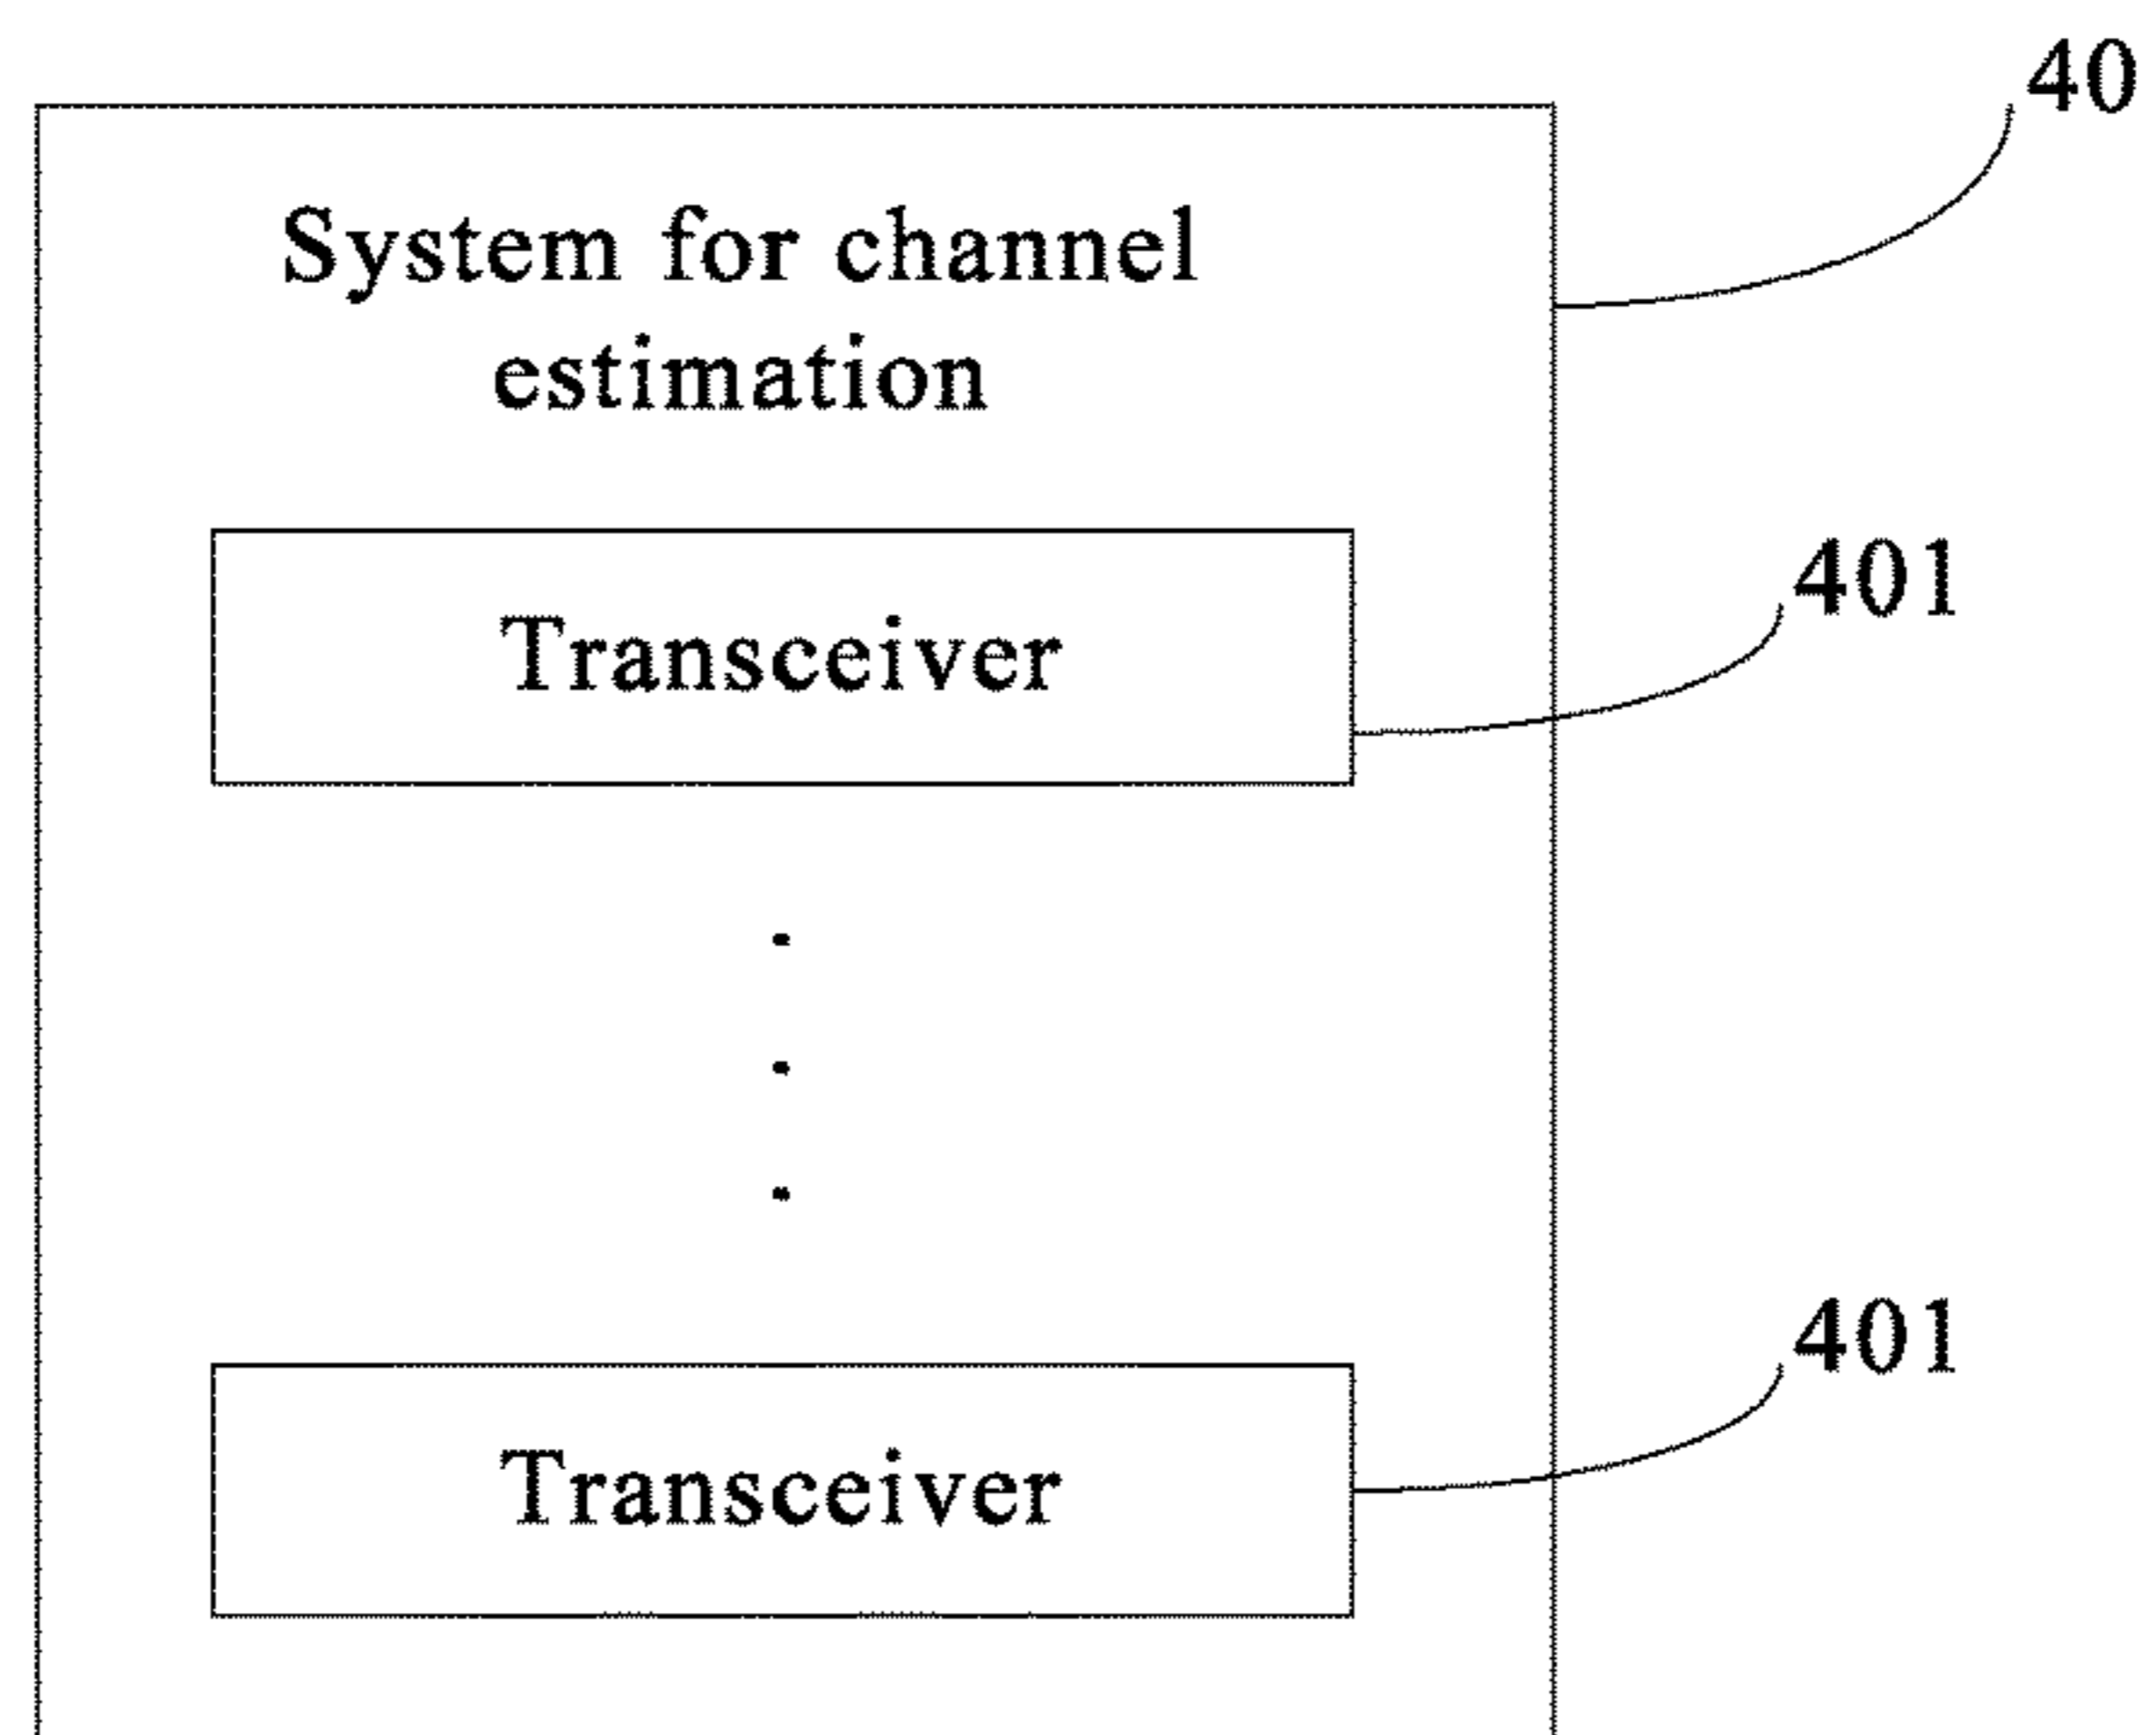 40
System for channel
estimation
401
Transceiver
401
Transceiver